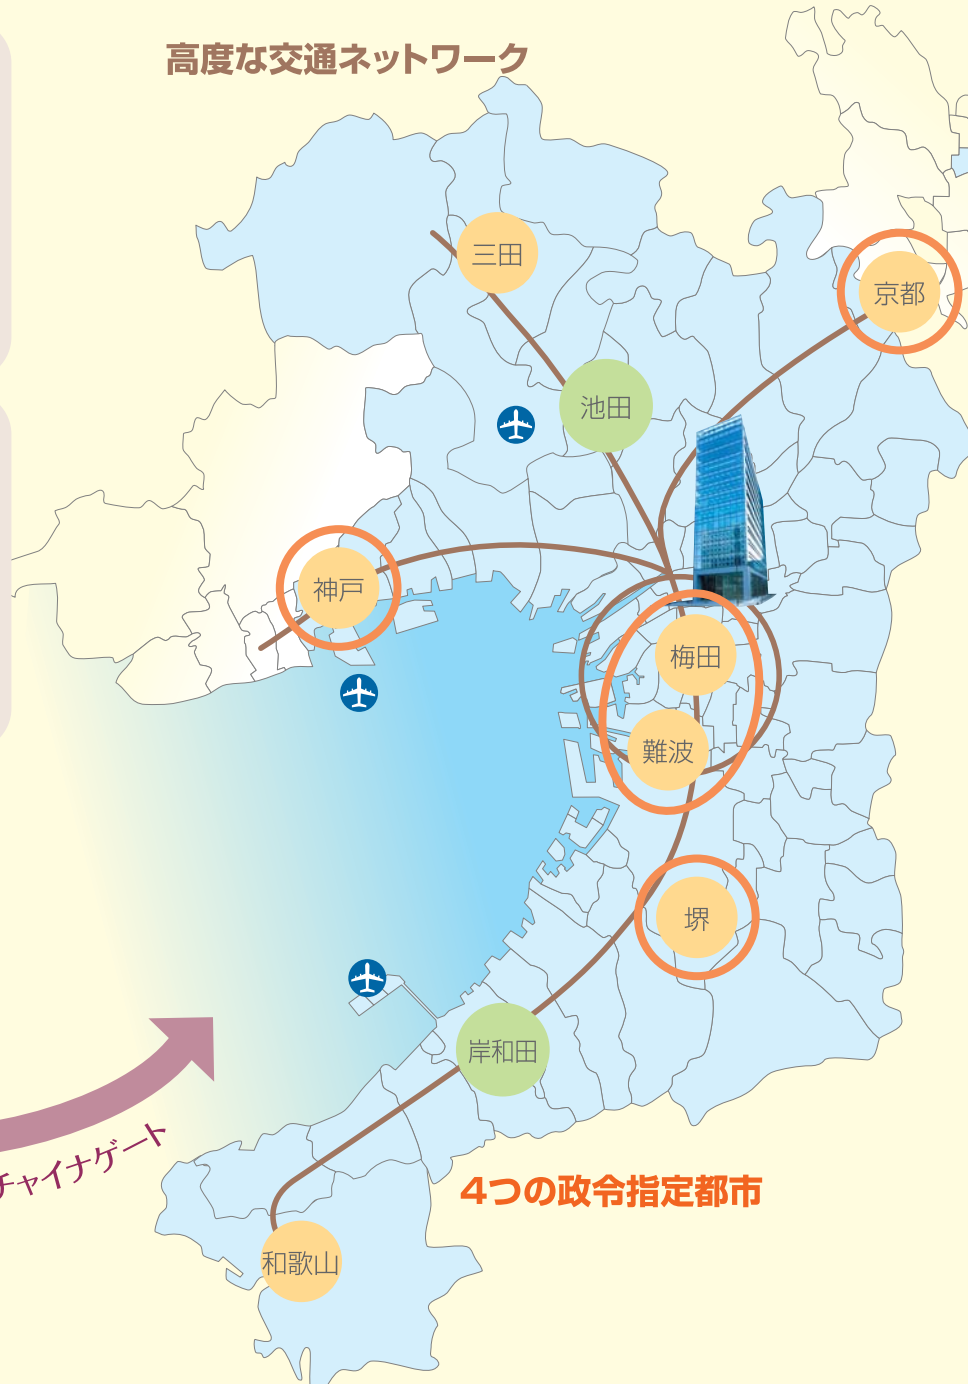 高度な交通ネットワーク
三田
京都
池田
神戸
梅田
難波
堺
岸和田
チャイナゲート
4つの政令指定都市
和歌山